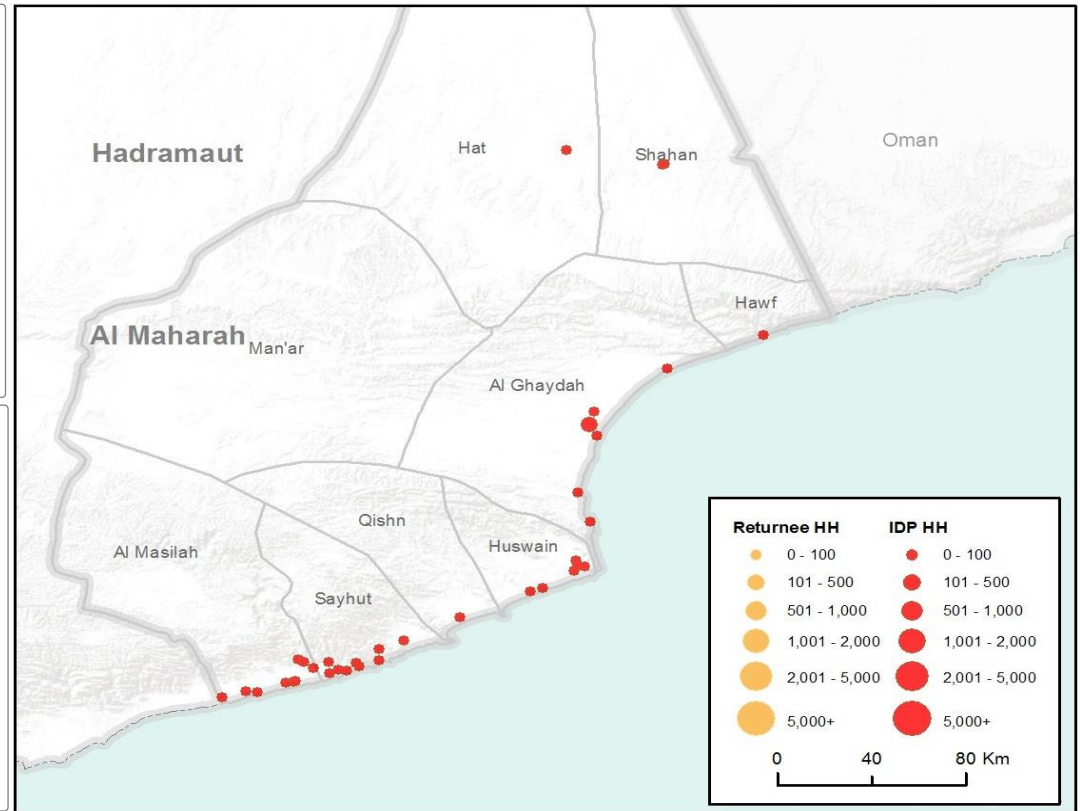 Hadramaut
Hat
Shahan
Oman
Hawf
Al Maharah
Man'ar
Al Ghaydah
Qishn
Al Masilah
Huswain
Sayhut
Returnee HH
0 - 100
101 - 500
501 - 1,000
1,001 - 2,000
2,001 - 5,000
5,000+
IDP HH
0 - 100
101 - 500
501 - 1,000
1,001 - 2,000
2,001 - 5,000
5,000+
0 40 80 Km